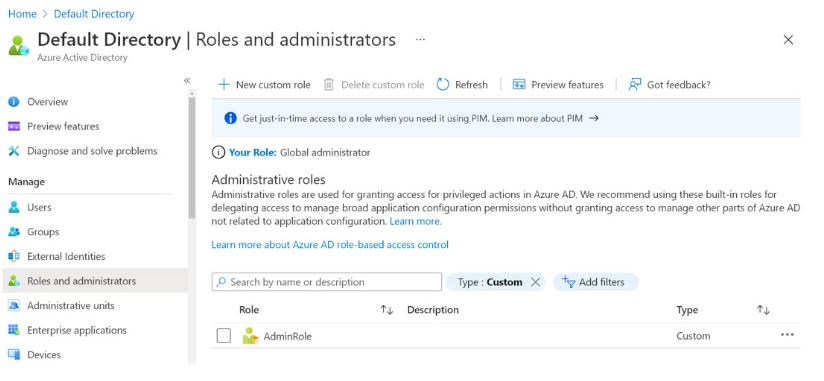 Home > Default Directory
Default Directory | Roles and administrators ...
Azure Active Directory
Overview
Preview features
Diagnose and solve problems
Manage
Users
Groups
External Identities
Roles and administrators
Administrative units
Enterprise applications
Devices
New custom role Delete custom role Refresh Preview features Got feedback?
Get just-in-time access to a role when you need it using PIM. Learn more about PIM →
Your Role: Global administrator
Administrative roles
Administrative roles are used for granting access for privileged actions in Azure AD. We recommend using these built-in roles for
delegating access to manage broad application configuration permissions without granting access to manage other parts of Azure AD
not related to application configuration. Learn more.
Learn more about Azure AD role-based access control
Search by name or description Type : Custom Add filters
Role Description Type
AdminRole Custom ...